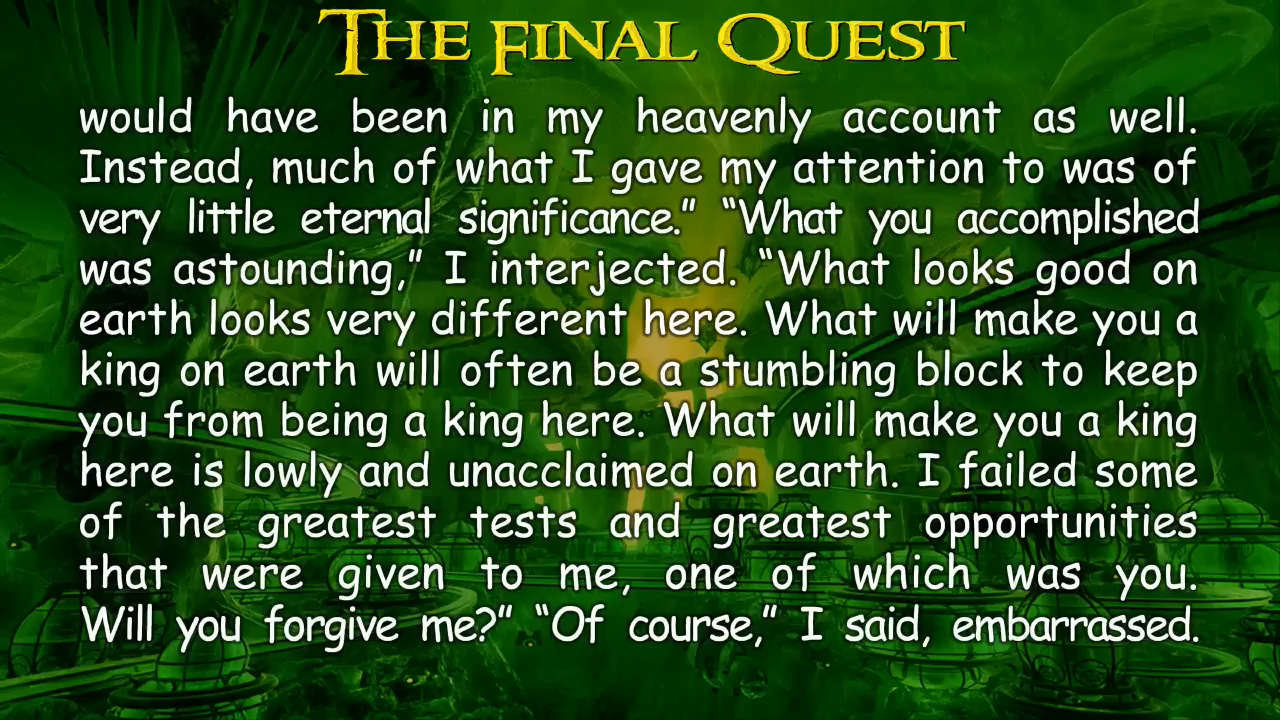 The Final Quest
would have been in my heavenly account as well.
Instead, much of what I gave my attention to was of
very little eternal significance.” “What you accomplished
was astounding,” I interjected. “What looks good on
earth looks very different here. What will make you a
king on earth will often be a stumbling block to keep
you from being a king here. What will make you a king
here is lowly and unacclaimed on earth. I failed some
of the greatest tests and greatest opportunities
that were given to me, one of which was you.
Will you forgive me?” “Of course,” I said, embarrassed.